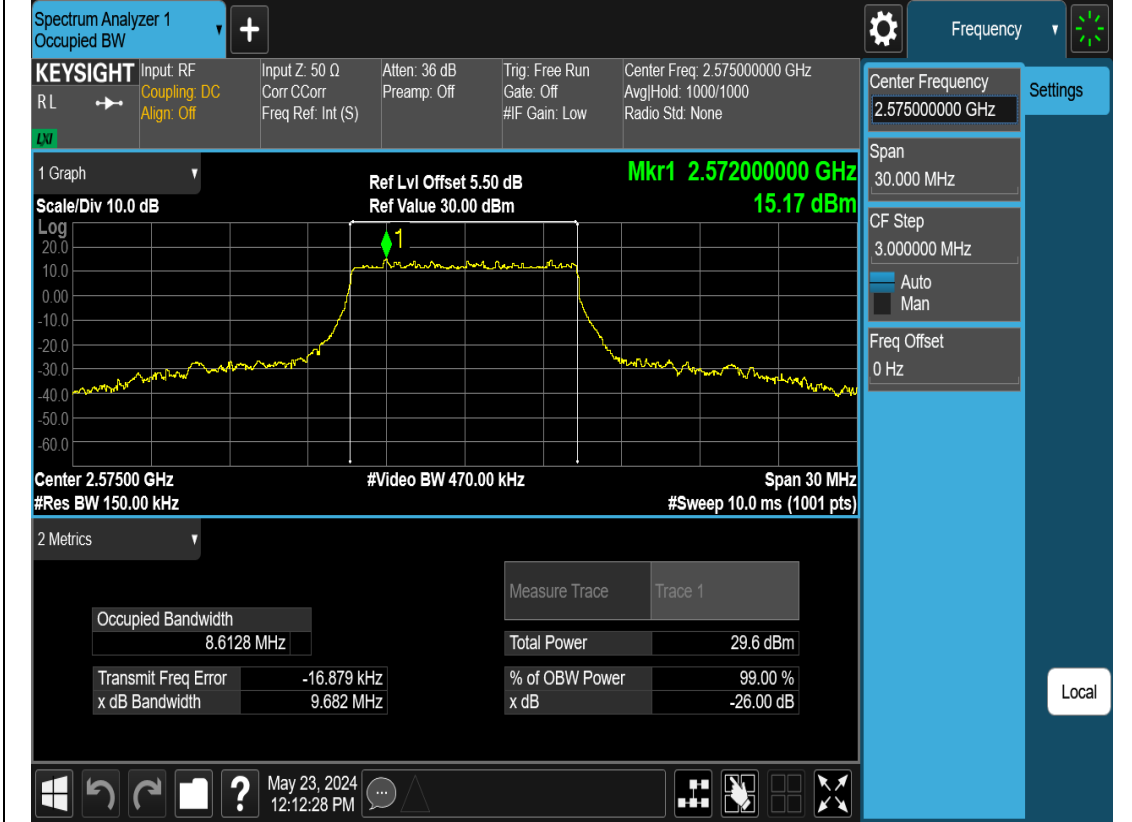 Spectrum Analyzer 1
Occupied BW
Frequency
KEYSIGHT
RL
LXI
Input: RF
Coupling: DC
Align: Off
Input Z: 50 Ω
Corr CCorr
Freq Ref: Int (S)
Atten: 36 dB
Preamp: Off
Trig: Free Run
Gate: Off
#IF Gain: Low
Center Freq: 2.575000000 GHz
Avg|Hold: 1000/1000
Radio Std: None
1 Graph
Scale/Div 10.0 dB
Ref Lvl Offset 5.50 dB
Ref Value 30.00 dBm
Mkr1 2.572000000 GHz
15.17 dBm
Log
20.0
10.0
0.00
-10.0
-20.0
-30.0
-40.0
-50.0
-60.0
1
Center 2.57500 GHz
#Res BW 150.00 kHz
#Video BW 470.00 kHz
Span 30 MHz
#Sweep 10.0 ms (1001 pts)
2 Metrics
Measure Trace Trace 1
Occupied Bandwidth
8.6128 MHz
Total Power 29.6 dBm
Transmit Freq Error -16.879 kHz
% of OBW Power 99.00 %
x dB Bandwidth 9.682 MHz
x dB -26.00 dB
Center Frequency
2.575000000 GHz
Settings
Span
30.000 MHz
CF Step
3.000000 MHz
Auto
Man
Freq Offset
0 Hz
Local
?
May 23, 2024
12:12:28 PM